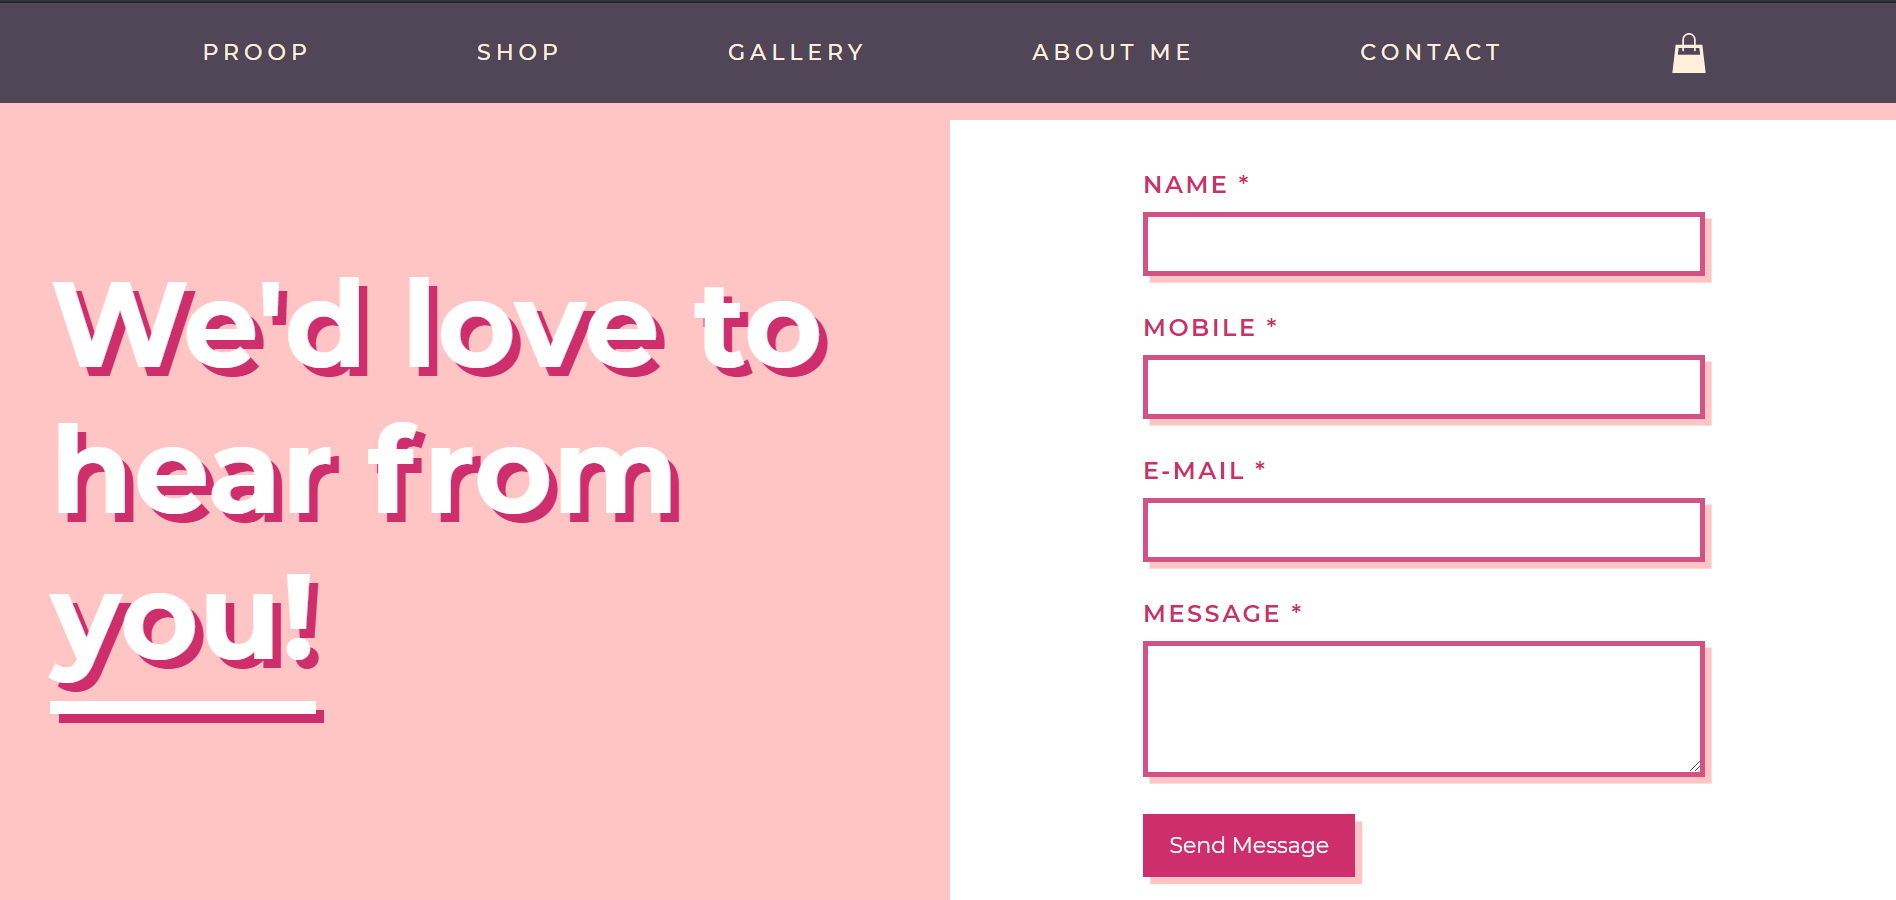 PROOP SHOP GALLERY ABOUT ME CONTACT
We'd love to
hear from
you!
NAME *
MOBILE *
E-MAIL *
MESSAGE *
Send Message